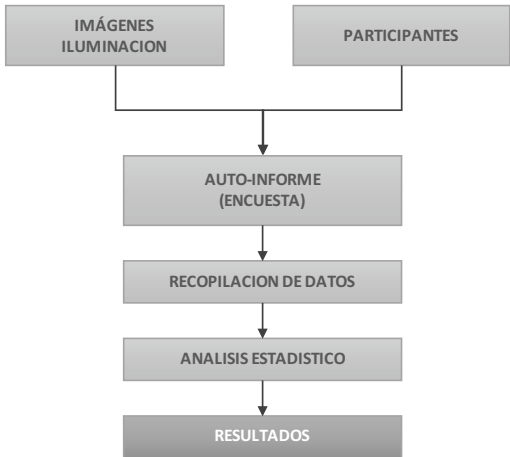 IMÁGENES
ILUMINACION
PARTICIPANTES
AUTO-INFORME
(ENCUESTA)
RECOPILACION DE DATOS
ANALISIS ESTADISTICO
RESULTADOS